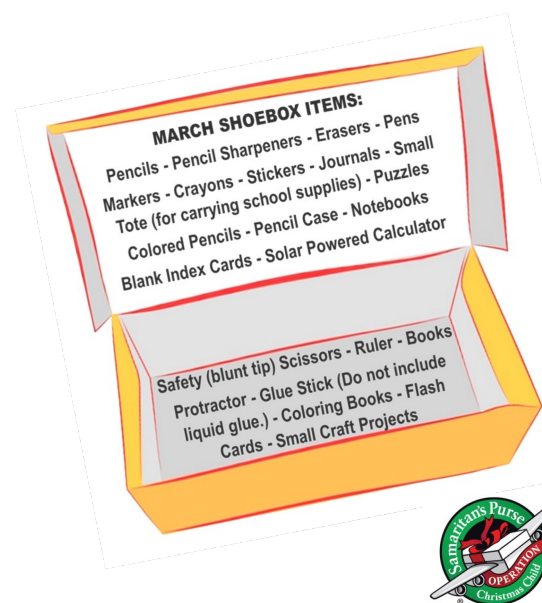 MARCH SHOEBOX ITEMS:
Pencils - Pencil Sharpeners - Erasers - Pens
Markers - Crayons - Stickers - Journals - Small
Tote (for carrying school supplies) - Puzzles
Colored Pencils - Pencil Case - Notebooks
Blank Index Cards - Solar Powered Calculator
Safety (blunt tip) Scissors - Ruler - Books
Protractor - Glue Stick (Do not include
liquid glue.) - Coloring Books - Flash
Cards - Small Craft Projects
Samaritan's Purse
OPERATION
Christmas Child
®